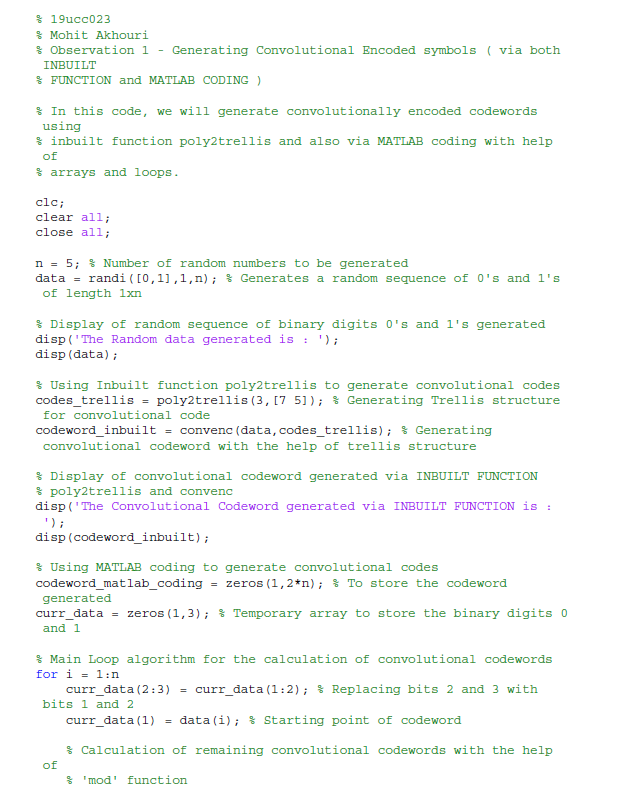 % 19ucc023
% Mohit Akhouri
% Observation 1 - Generating Convolutional Encoded symbols ( via both
INBUILT
% FUNCTION and MATLAB CODING )
% In this code, we will generate convolutionally encoded codewords
using
% inbuilt function poly2trellis and also via MATLAB coding with help
of
% arrays and loops.
clc;
clear all;
close all;
n = 5; % Number of random numbers to be generated
data = randi([0,1],1,n); % Generates a random sequence of 0's and 1's
of length 1xn
% Display of random sequence of binary digits 0's and 1's generated
disp('The Random data generated is : ');
disp(data);
% Using Inbuilt function poly2trellis to generate convolutional codes
codes_trellis = poly2trellis(3,[7 5]); % Generating Trellis structure
for convolutional code
codeword_inbuilt = convenc(data,codes_trellis); % Generating
convolutional codeword with the help of trellis structure
% Display of convolutional codeword generated via INBUILT FUNCTION
% poly2trellis and convenc
disp('The Convolutional Codeword generated via INBUILT FUNCTION is :
');
disp(codeword_inbuilt);
% Using MATLAB coding to generate convolutional codes
codeword_matlab_coding = zeros(1,2*n); % To store the codeword
generated
curr_data = zeros(1,3); % Temporary array to store the binary digits 0
and 1
% Main Loop algorithm for the calculation of convolutional codewords
for i = 1:n
curr_data(2:3) = curr_data(1:2); % Replacing bits 2 and 3 with
bits 1 and 2
curr_data(1) = data(i); % Starting point of codeword
% Calculation of remaining convolutional codewords with the help
of
% 'mod' function